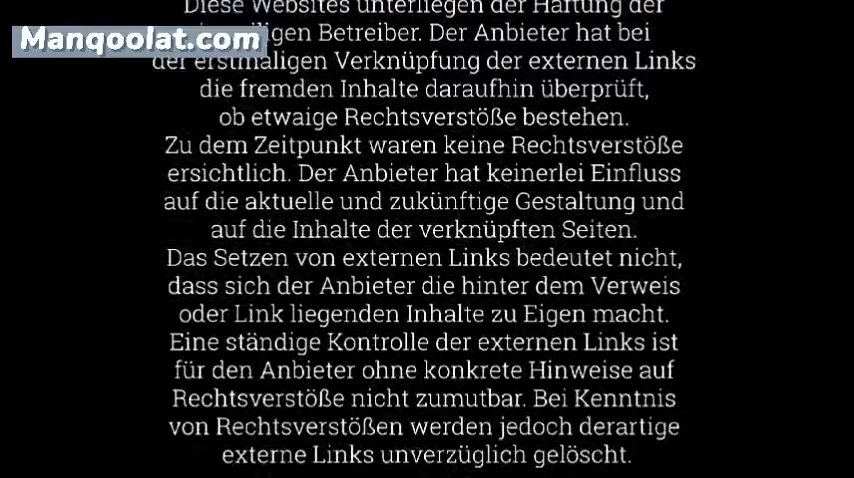 Diese Websites unterliegen der Haftung der
Manqoolat.com
igen Betreiber. Der Anbieter hat bei
der erstmaligen Verknüpfung der externen Links
die fremden Inhalte daraufhin überprüft,
ob etwaige Rechtsverstöße bestehen.
Zu dem Zeitpunkt waren keine Rechtsverstöße
ersichtlich. Der Anbieter hat keinerlei Einfluss
auf die aktuelle und zukünftige Gestaltung und
auf die Inhalte der verknüpften Seiten.
Das Setzen von externen Links bedeutet nicht,
dass sich der Anbieter die hinter dem Verweis
oder Link liegenden Inhalte zu Eigen macht.
Eine ständige Kontrolle der externen Links ist
für den Anbieter ohne konkrete Hinweise auf
Rechtsverstöße nicht zumutbar. Bei Kenntnis
von Rechtsverstößen werden jedoch derartige
externe Links unverzüglich gelöscht.